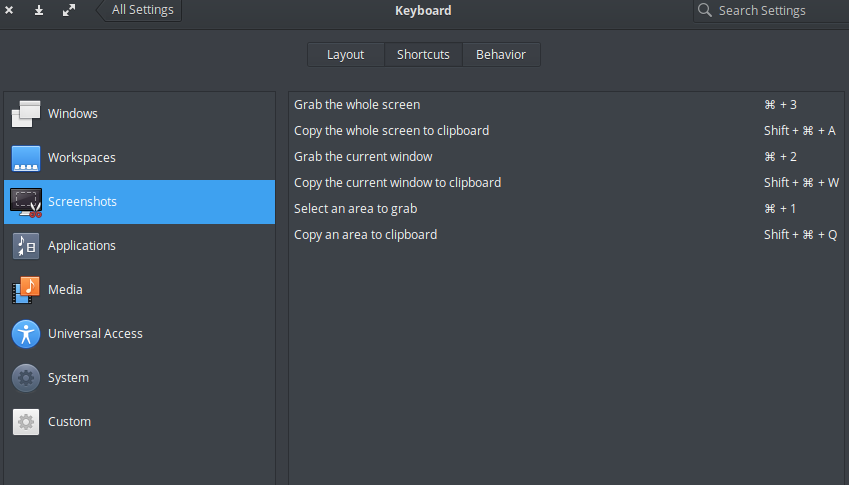 All Settings
Keyboard
Search Settings
Layout
Shortcuts
Behavior
Windows
Workspaces
Screenshots
Applications
Media
Universal Access
System
Custom
Grab the whole screen ⌘ + 3
Copy the whole screen to clipboard Shift + ⌘ + A
Grab the current window ⌘ + 2
Copy the current window to clipboard Shift + ⌘ + W
Select an area to grab ⌘ + 1
Copy an area to clipboard Shift + ⌘ + Q